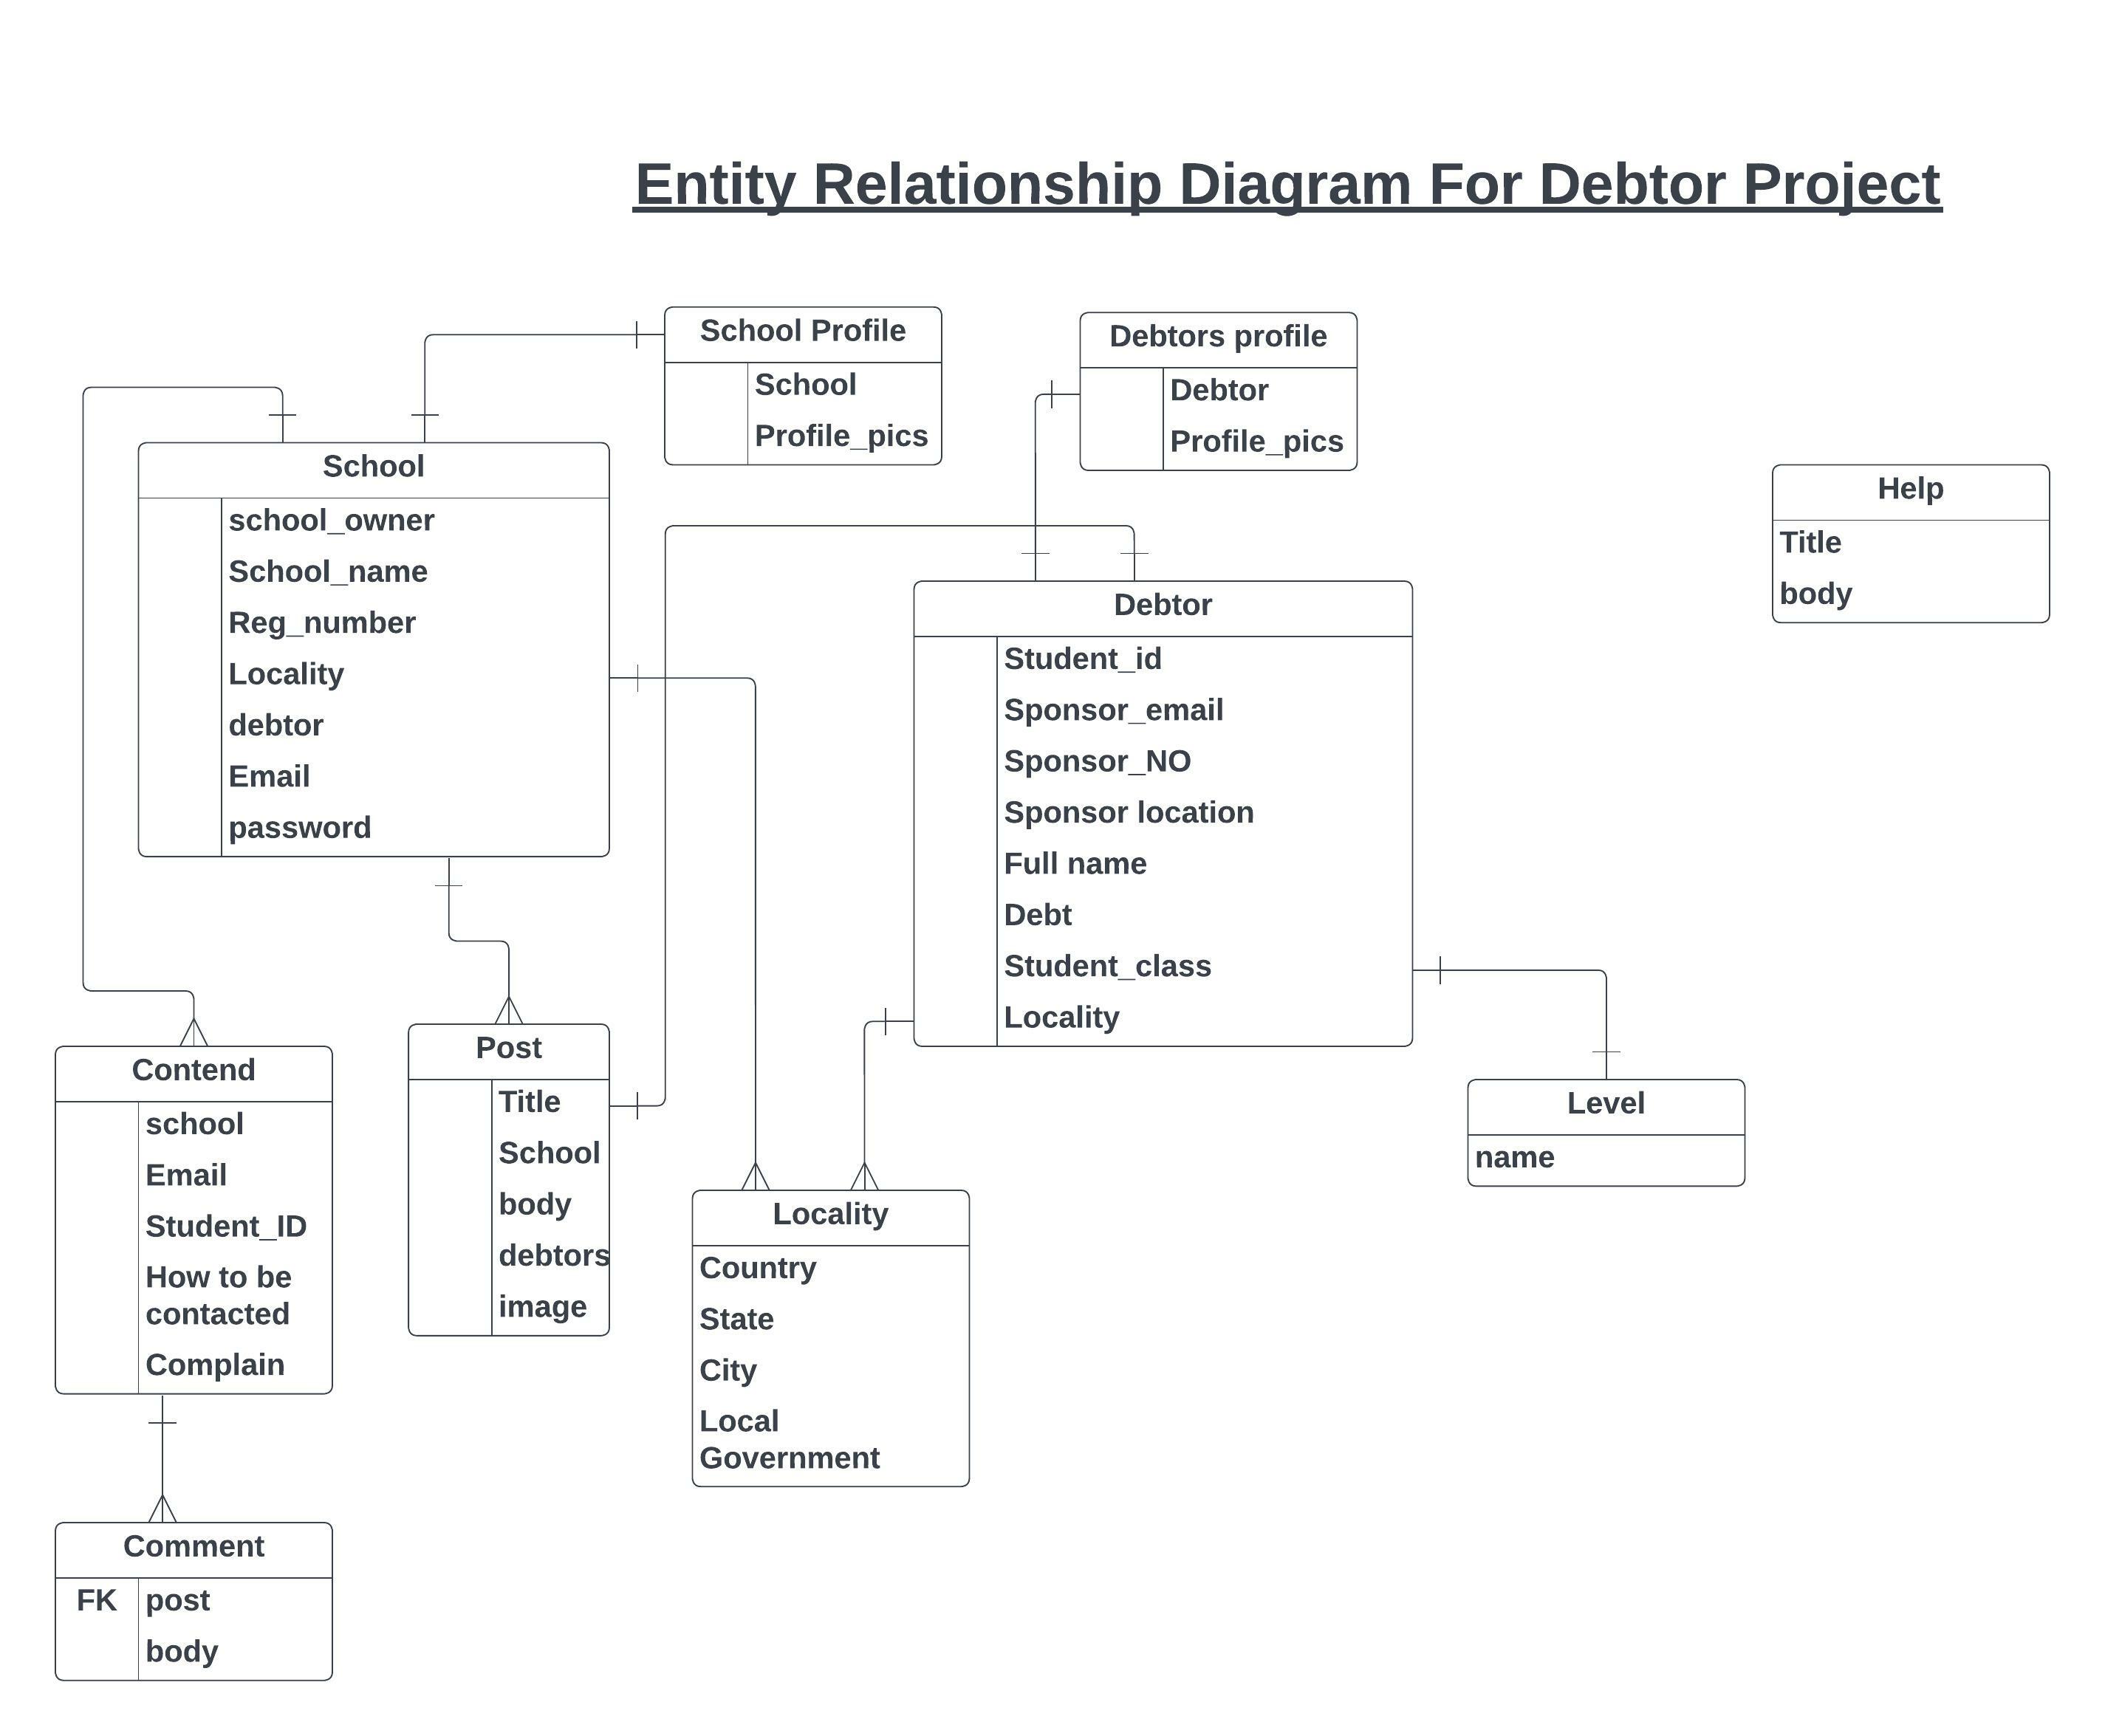 Entity Relationship Diagram For Debtor Project
School Profile
School
Profile_pics
Debtors profile
Debtor
Profile_pics
School
school_owner
School_name
Reg_number
Locality
debtor
Email
password
Help
Title
body
Debtor
Student_id
Sponsor_email
Sponsor_NO
Sponsor location
Full name
Debt
Student_class
Locality
Contend
school
Email
Student_ID
How to be
contacted
Complain
Post
Title
School
body
debtors
image
Level
name
Locality
Country
State
City
Local
Government
Comment
FK post
body